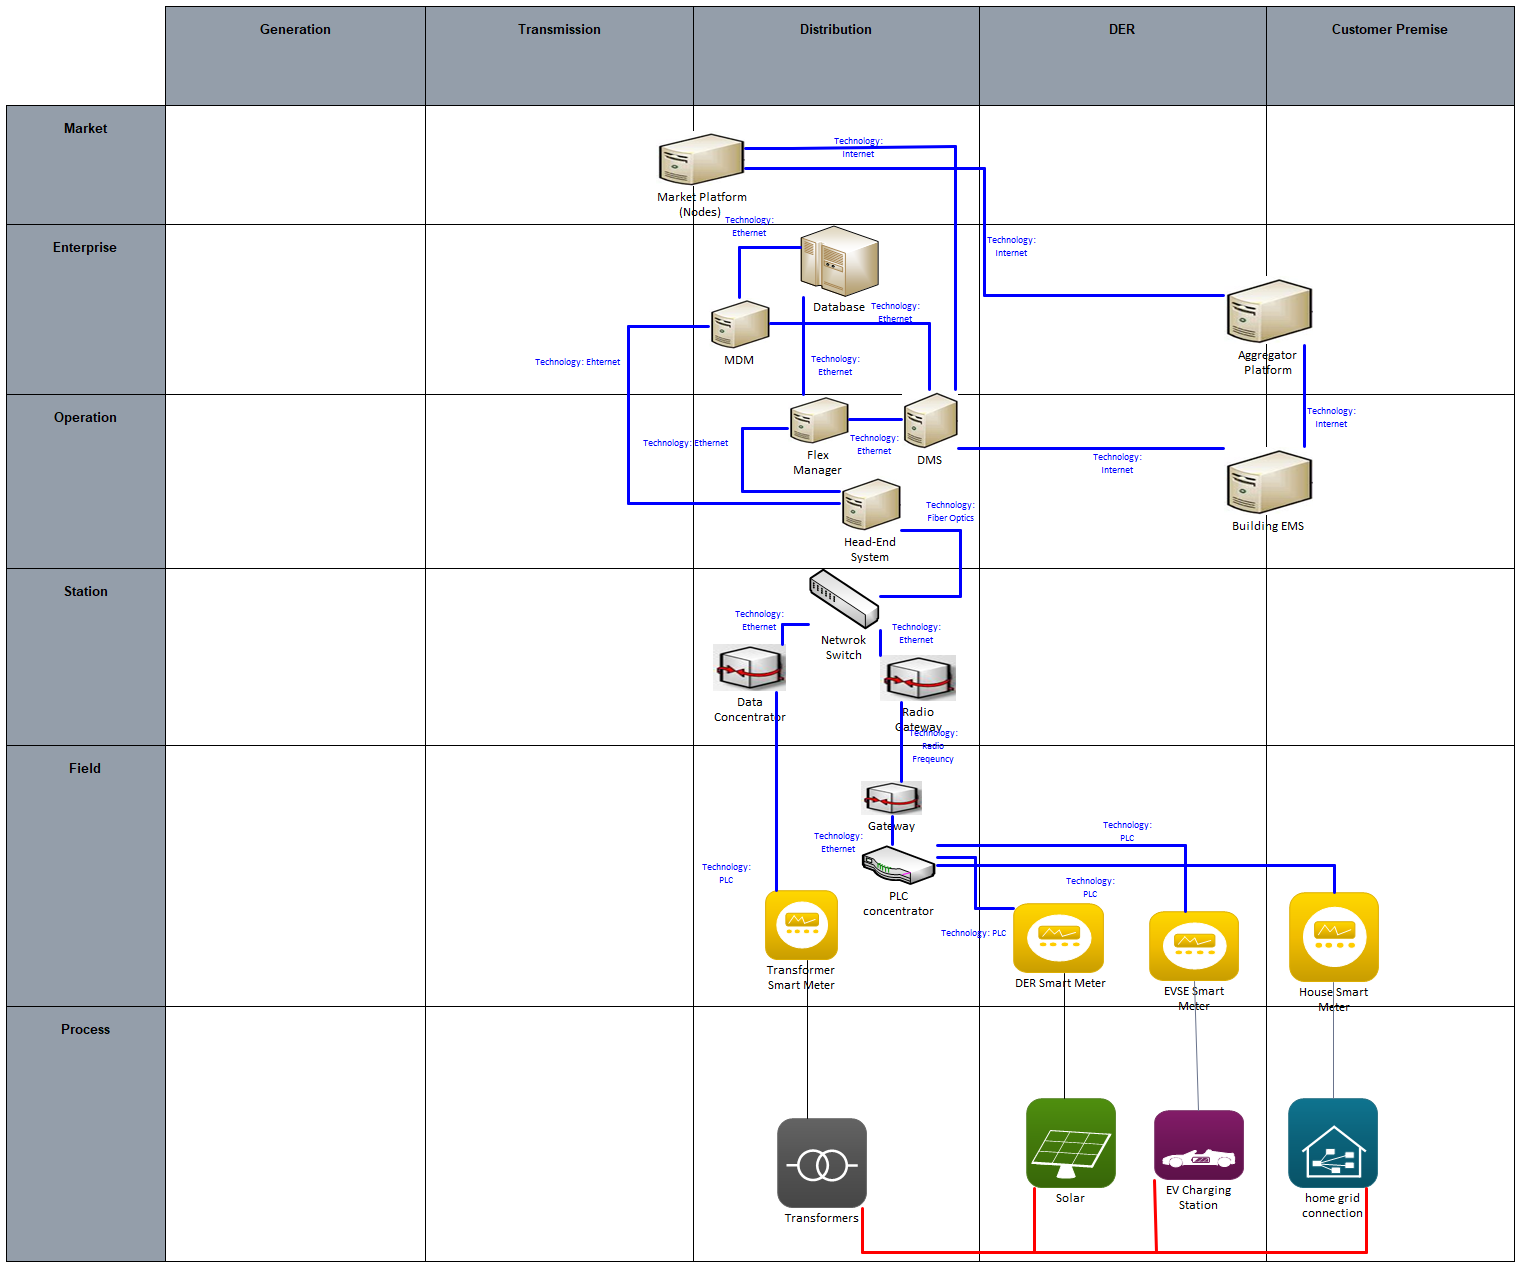 Generation
Transmission
Distribution
DER
Customer Premise
Market
Technology:
Internet
Market Platform
(Nodes)
Technology:
Ethernet
Enterprise
Technology:
Internet
Database
Technology:
Ethernet
MDM
Technology: Ehternet
Technology:
Ethernet
Aggregator
Platform
Operation
Technology:
Internet
Technology: Ethernet
Technology:
Ethernet
Flex
Manager
DMS
Technology:
Internet
Technology:
Fiber Optics
Building EMS
Head-End
System
Station
Technology:
Ethernet
Technology:
Ethernet
Netwrok
Switch
Data
Concentrator
Radio
Gateway
Technology:
Radio
Freqeuncy
Field
Gateway
Technology:
Ethernet
Technology:
PLC
Technology:
PLC
Technology:
PLC
PLC
concentrator
Technology: PLC
Transformer
Smart Meter
DER Smart Meter
EVSE Smart
Meter
House Smart
Meter
Process
Transformers
Solar
EV Charging
Station
home grid
connection